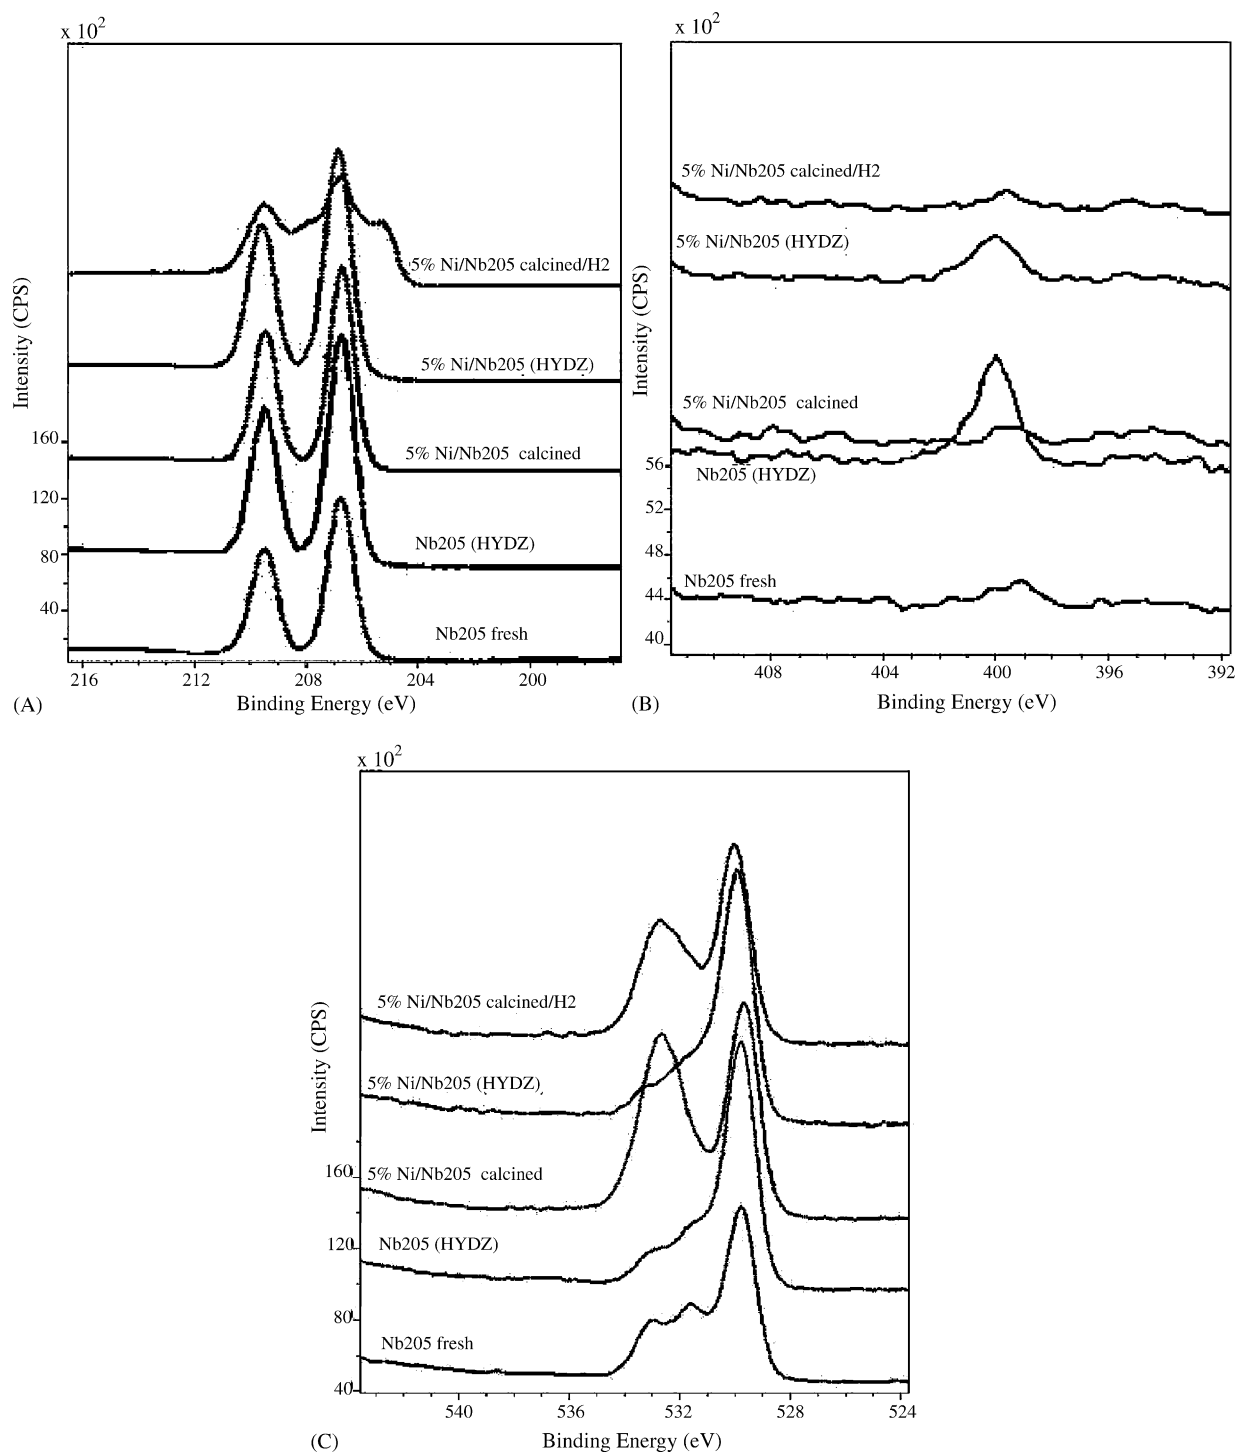 x 10²
5% Ni/Nb205 calcined/H2
5% Ni/Nb205 (HYDZ)
5% Ni/Nb205 calcined
Nb205 (HYDZ)
Nb205 fresh
160
120
80
40
Intensity (CPS)
216 212 208 204 200
Binding Energy (eV)
(A)
x 10²
5% Ni/Nb205 calcined/H2
5% Ni/Nb205 (HYDZ)
5% Ni/Nb205 calcined
Nb205 (HYDZ)
Nb205 fresh
56
52
48
44
40
Intensity (CPS)
408 404 400 396 392
Binding Energy (eV)
(B)
x 10²
5% Ni/Nb205 calcined/H2
5% Ni/Nb205 (HYDZ)
5% Ni/Nb205 calcined
Nb205 (HYDZ)
Nb205 fresh
160
120
80
40
Intensity (CPS)
540 536 532 528 524
Binding Energy (eV)
(C)